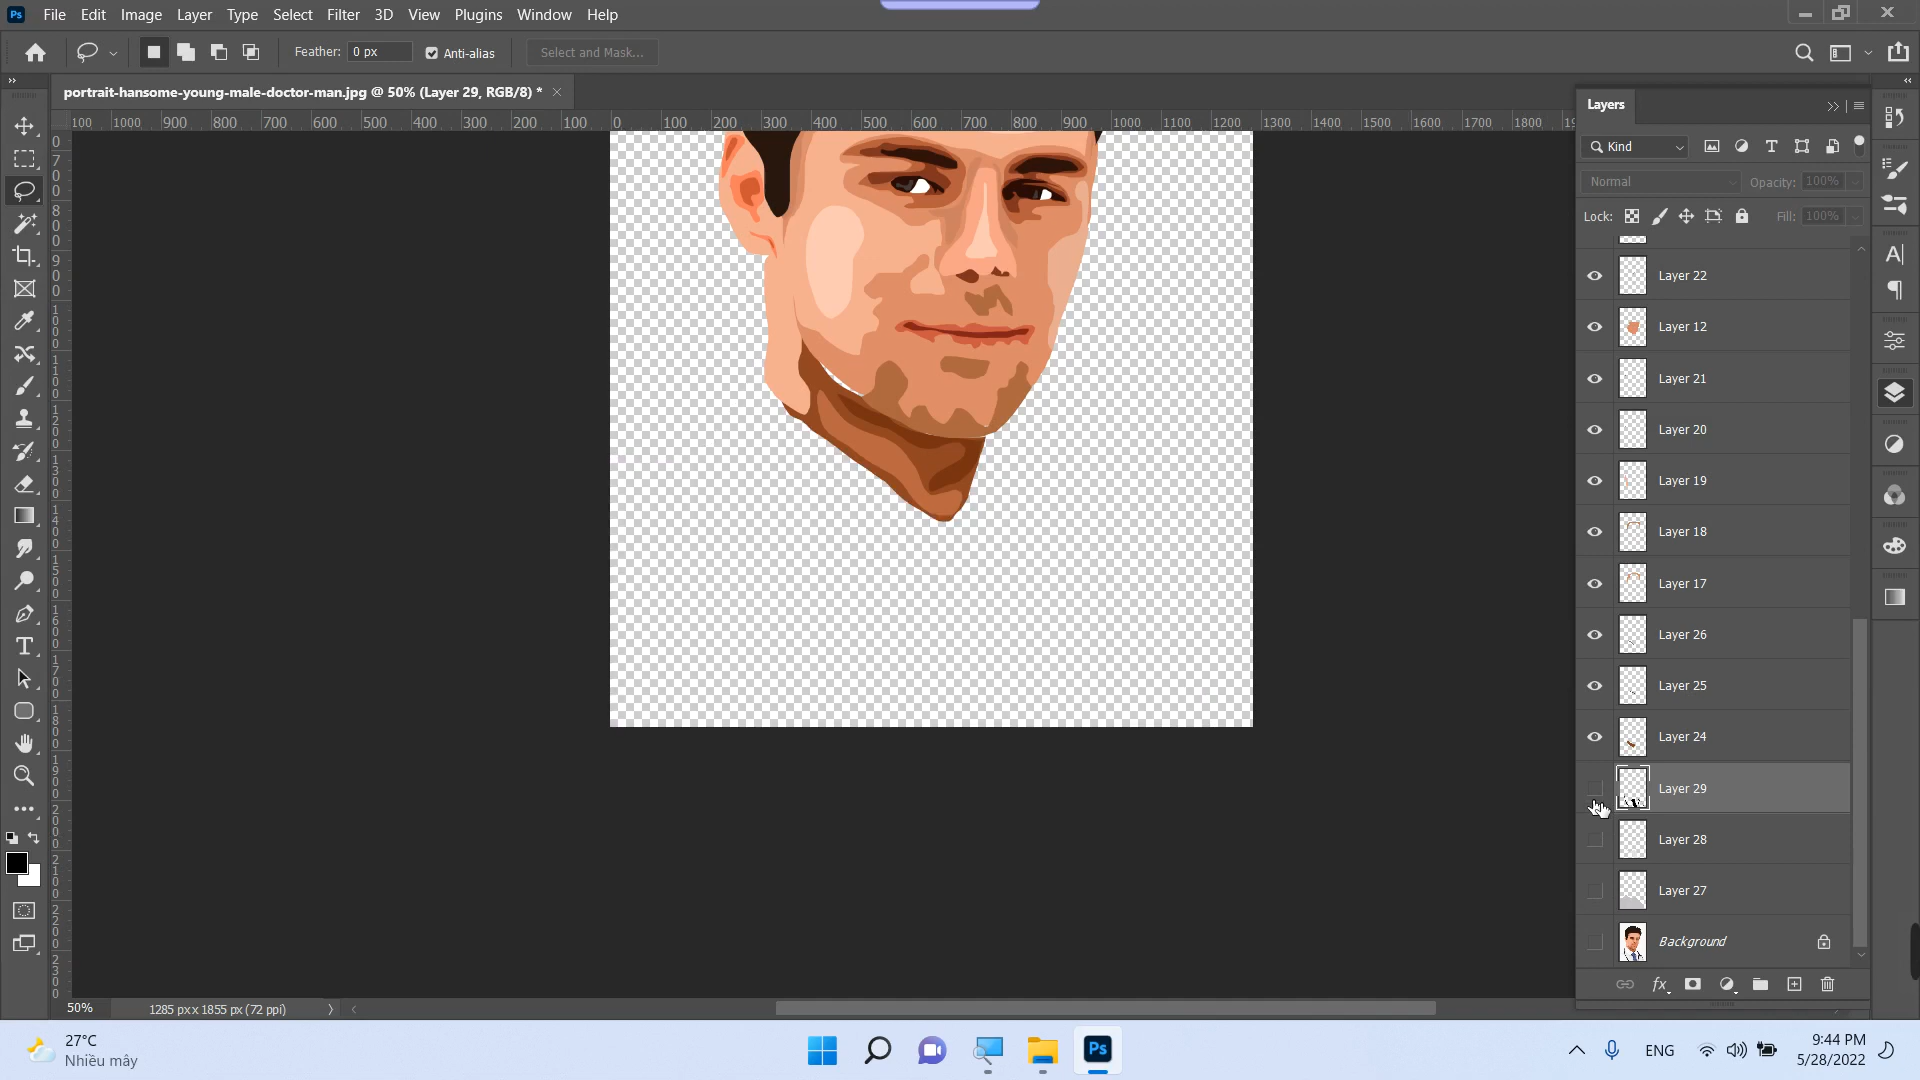 Ps File Edit Image Layer Type Select Filter 3D View Plugins Window Help
Feather: 0 px Anti-alias Select and Mask...
portrait-hansome-young-male-doctor-man.jpg @ 50% (Layer 29, RGB/8) *
100 1000 900 800 700 600 500 400 300 200 100 0 100 200 300 400 500 600 700 800 900 1000 1100 1200 1300 1400 1500 1600 1700 1800
Layers
Kind
Normal Opacity: 100%
Lock: Fill: 100%
Layer 22
Layer 12
Layer 21
Layer 20
Layer 19
Layer 18
Layer 17
Layer 26
Layer 25
Layer 24
Layer 29
Layer 28
Layer 27
Background
fx
50% 1285 px x 1855 px (72 ppi)
27°C
Nhiều mây
Ps
ENG
9:44 PM
5/28/2022